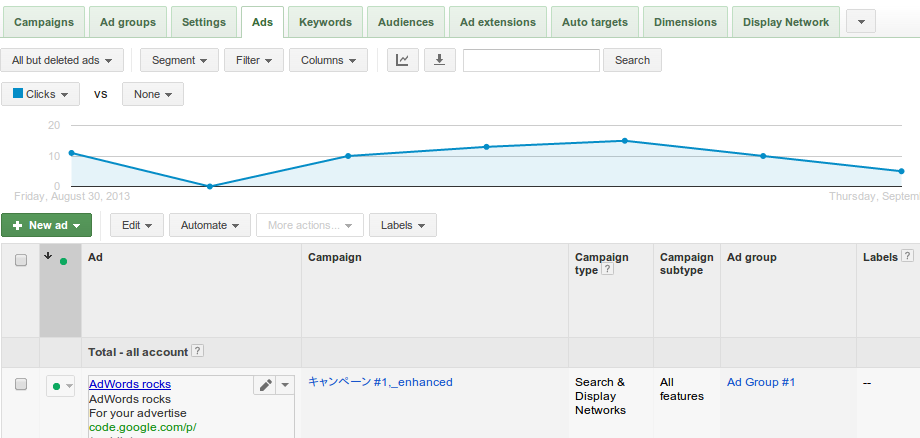 Campaigns Ad groups Settings Ads Keywords Audiences Ad extensions Auto targets Dimensions Display Network
All but deleted ads Segment Filter Columns Search
Clicks vs None
20
10
0
Friday, August 30, 2013 Thursday, Septem
New ad Edit Automate More actions... Labels
Ad Campaign Campaign type ? Campaign subtype Ad group Labels ?
Total - all account ?
AdWords rocks キャンペーン #1,_enhanced Search & All Ad Group #1 --
AdWords rocks Display features
For your advertise Networks
code.google.com/p/